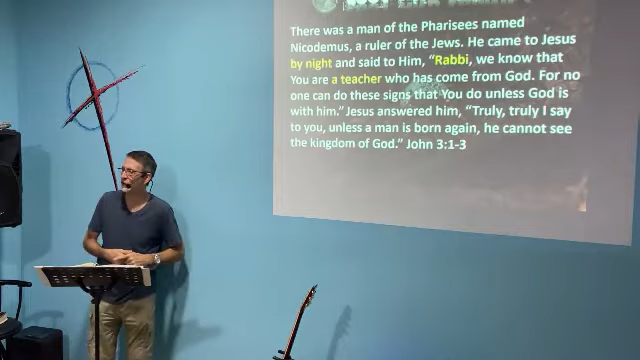 There was a man of the Pharisees named
Nicodemus, a ruler of the Jews. He came to Jesus
by night and said to Him, “Rabbi, we know that
You are a teacher who has come from God. For no
one can do these signs that You do unless God is
with him.” Jesus answered him, “Truly, truly I say
to you, unless a man is born again, he cannot see
the kingdom of God.” John 3:1-3